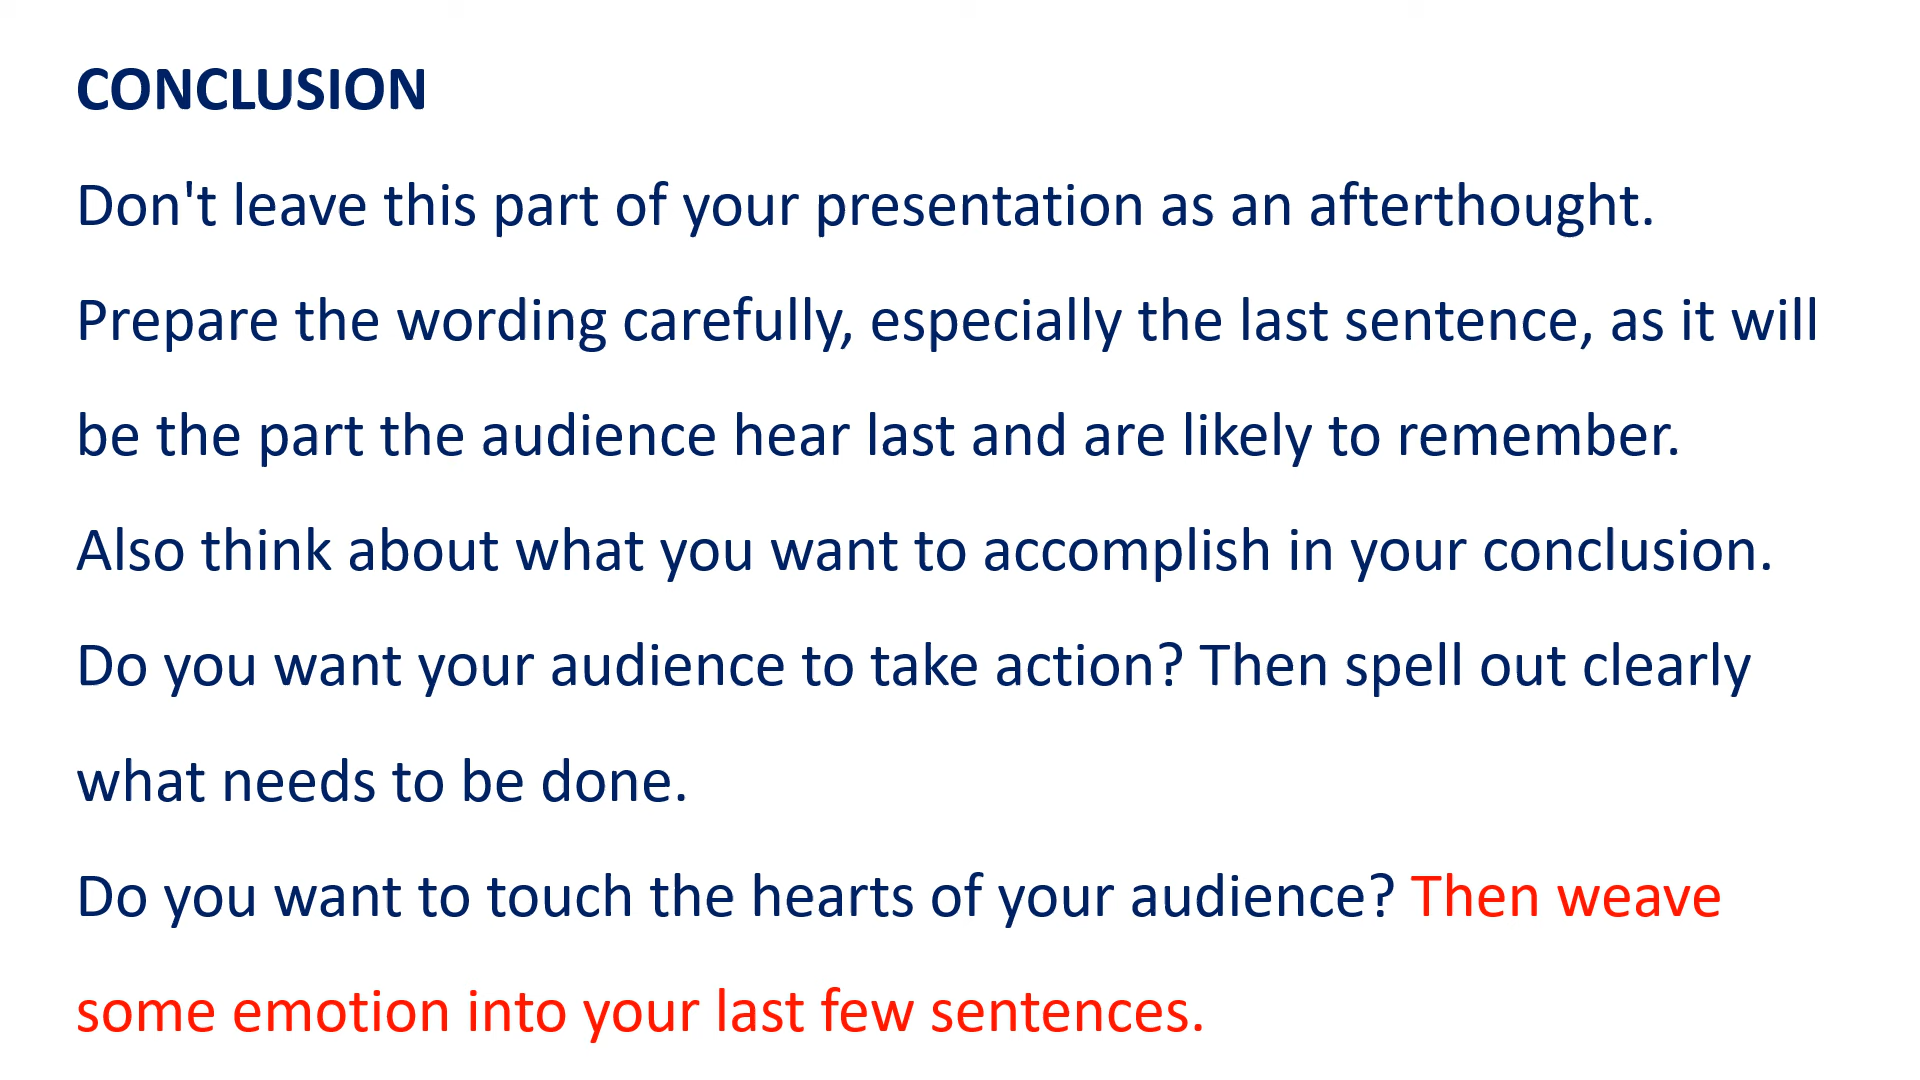 CONCLUSION
Don't leave this part of your presentation as an afterthought.
Prepare the wording carefully, especially the last sentence, as it will
be the part the audience hear last and are likely to remember.
Also think about what you want to accomplish in your conclusion.
Do you want your audience to take action? Then spell out clearly
what needs to be done.
Do you want to touch the hearts of your audience? Then weave
some emotion into your last few sentences.